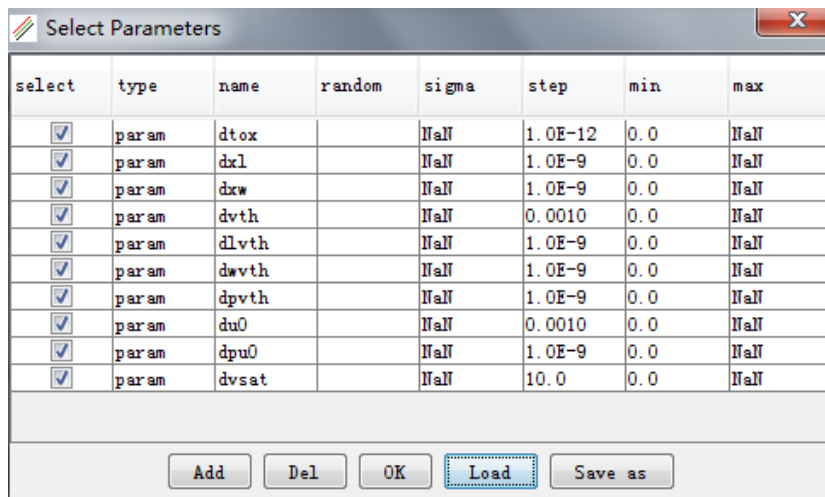 Select Parameters
select type name random sigma step min max
param dtox NaN 1.0E-12 0.0 NaN
param dxl NaN 1.0E-9 0.0 NaN
param dxw NaN 1.0E-9 0.0 NaN
param dvth NaN 0.0010 0.0 NaN
param dlvth NaN 1.0E-9 0.0 NaN
param dwvth NaN 1.0E-9 0.0 NaN
param dpvth NaN 1.0E-9 0.0 NaN
param du0 NaN 0.0010 0.0 NaN
param dpu0 NaN 1.0E-9 0.0 NaN
param dvsat NaN 10.0 0.0 NaN
Add Del OK Load Save as